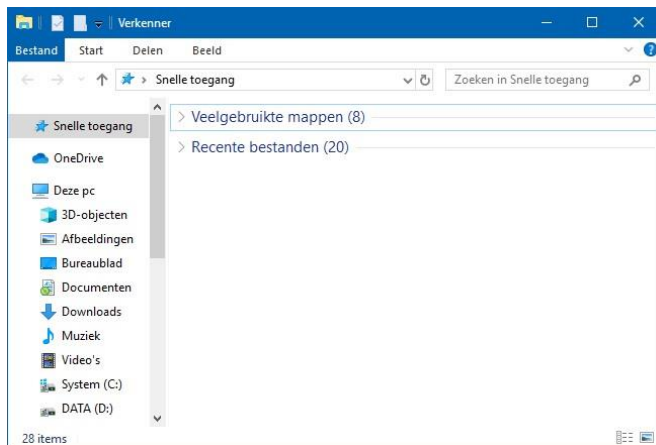 Verkenner
Bestand Start Delen Beeld
Snelle toegang Zoeken in Snelle toegang
Snelle toegang
OneDrive
Deze pc
3D-objecten
Afbeeldingen
Bureaublad
Documenten
Downloads
Muziek
Video's
System (C:)
DATA (D:)
Veelgebruikte mappen (8)
Recente bestanden (20)
28 items